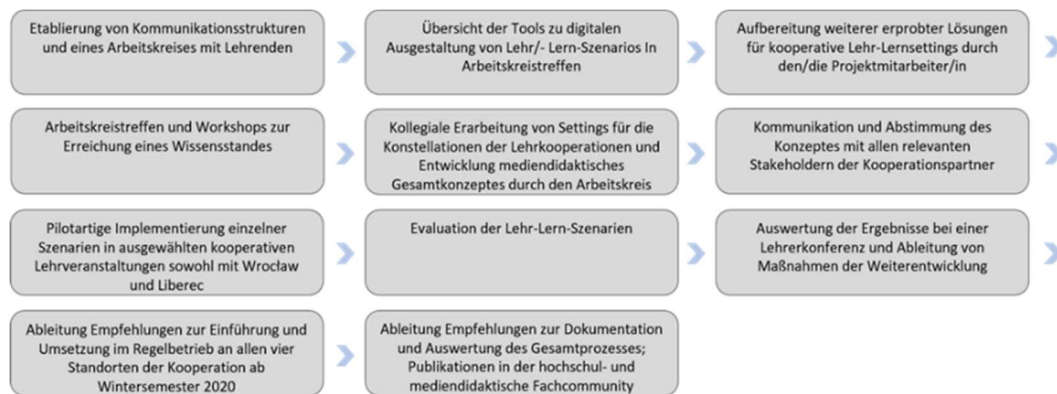 Etablierung von Kommunikationsstrukturen
und eines Arbeitskreises mit Lehrenden
Übersicht der Tools zu digitalen
Ausgestaltung von Lehr/- Lern-Szenarios In
Arbeitskreistreffen
Aufbereitung weiterer erprobter Lösungen
für kooperative Lehr-Lernsettings durch
den/die Projektmitarbeiter/in
Arbeitskreistreffen und Workshops zur
Erreichung eines Wissensstandes
Kollegiale Erarbeitung von Settings für die
Konstellationen der Lehrkooperationen und
Entwicklung mediendidaktisches
Gesamtkonzeptes durch den Arbeitskreis
Kommunikation und Abstimmung des
Konzeptes mit allen relevanten
Stakeholdern der Kooperationspartner
Pilotartige Implementierung einzelner
Szenarien in ausgewählten kooperativen
Lehrveranstaltungen sowohl mit Wrocław
und Liberec
Evaluation der Lehr-Lern-Szenarien
Auswertung der Ergebnisse bei einer
Lehrerkonferenz und Ableitung von
Maßnahmen der Weiterentwicklung
Ableitung Empfehlungen zur Einführung und
Umsetzung im Regelbetrieb an allen vier
Standorten der Kooperation ab
Wintersemester 2020
Ableitung Empfehlungen zur Dokumentation
und Auswertung des Gesamtprozesses;
Publikationen in der hochschul- und
mediendidaktische Fachcommunity